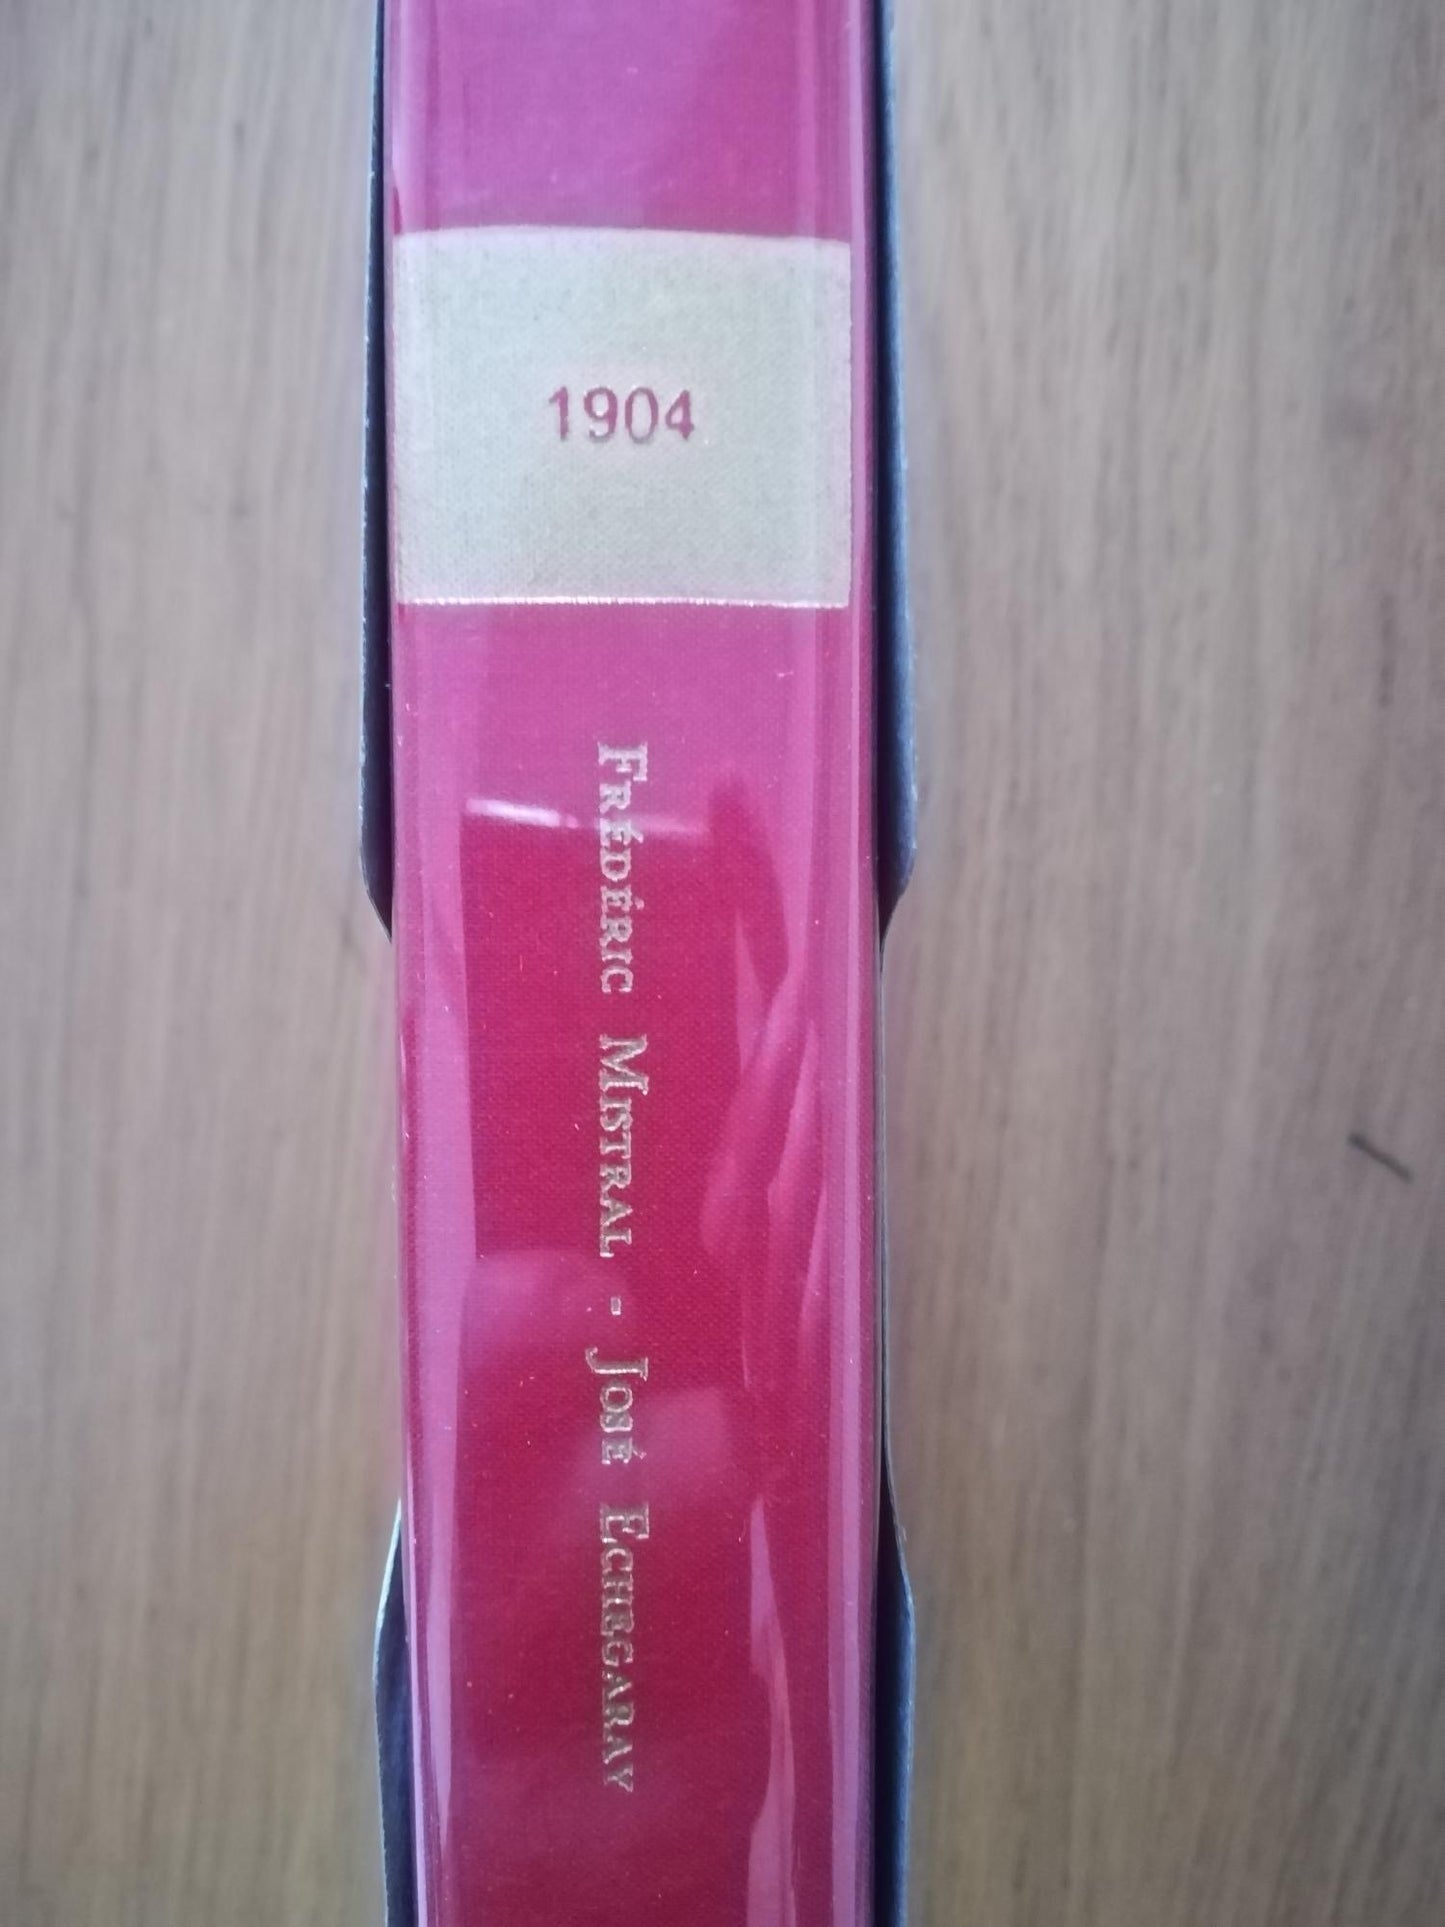 1904
FRÉDÉRIC MISTRAL - JOSÉ ECHEGARAY